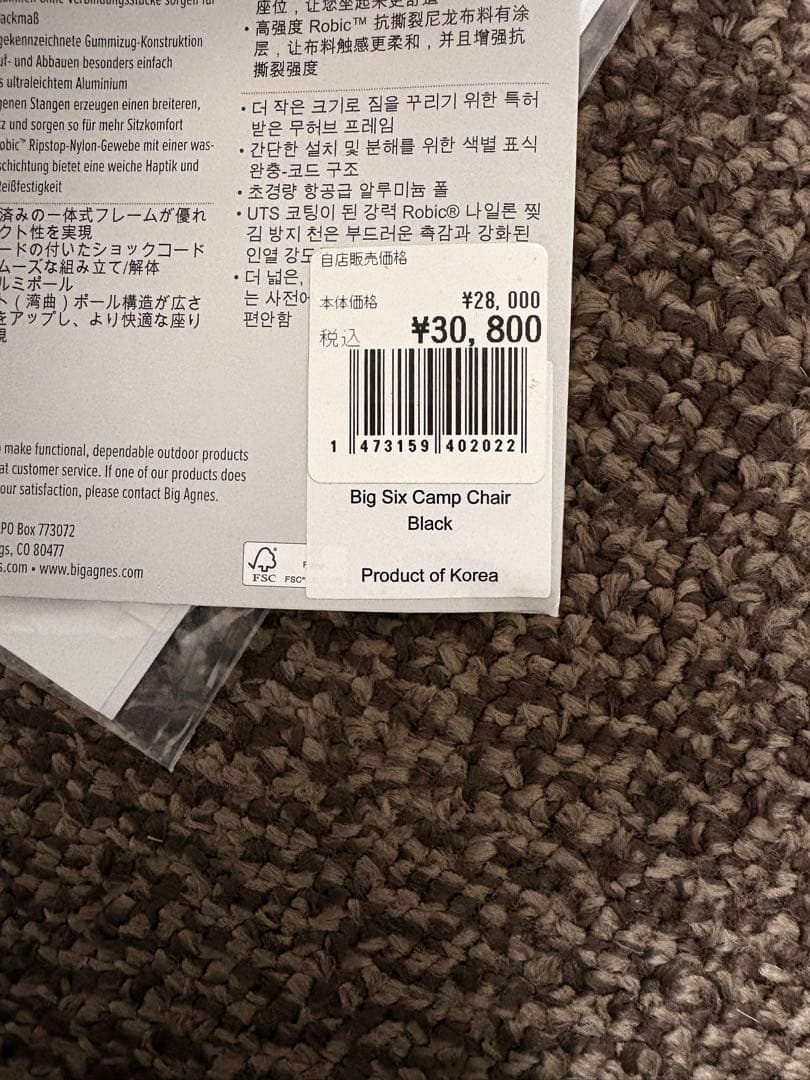 ackmaß
gekennzeichnete Gummizug-Konstruktion
uf- und Abbauen besonders einfach
s ultraleichtem Aluminium
genen Stangen erzeugen einen breiteren,
tz und sorgen so für mehr Sitzkomfort
obic™ Ripstop-Nylon-Gewebe mit einer was-
schichtung bietet eine weiche Haptik und
Reißfestigkeit
済みの一体式フレームが優れ
クト性を実現
ードの付いたショックコード
ムーズな組み立て/解体
ルミポール
ト(湾曲)ポール構造が広さ
をアップし、より快適な座り
現
座位，让您坐起来更舒适
• 高强度 Robic™ 抗撕裂尼龙布料有涂
层，让布料触感更柔和，并且增强抗
撕裂强度
• 더 작은 크기로 짐을 꾸리기 위한 특허
받은 무허브 프레임
• 간단한 설치 및 분해를 위한 색별 표식
완충-코드 구조
• 초경량 항공급 알루미늄 폴
• UTS 코팅이 된 강력 Robic® 나일론 찢
김 방지 천은 부드러운 촉감과 강화된
인열 강도
• 더 넓은,
는 사전에
편안함
自店販売価格
本体価格 ¥28,000
税込 ¥30,800
1 473159 402022
Big Six Camp Chair
Black
Product of Korea
make functional, dependable outdoor products
at customer service. If one of our products does
our satisfaction, please contact Big Agnes.
PO Box 773072
gs, CO 80477
s.com • www.bigagnes.com
FSC
FSC®